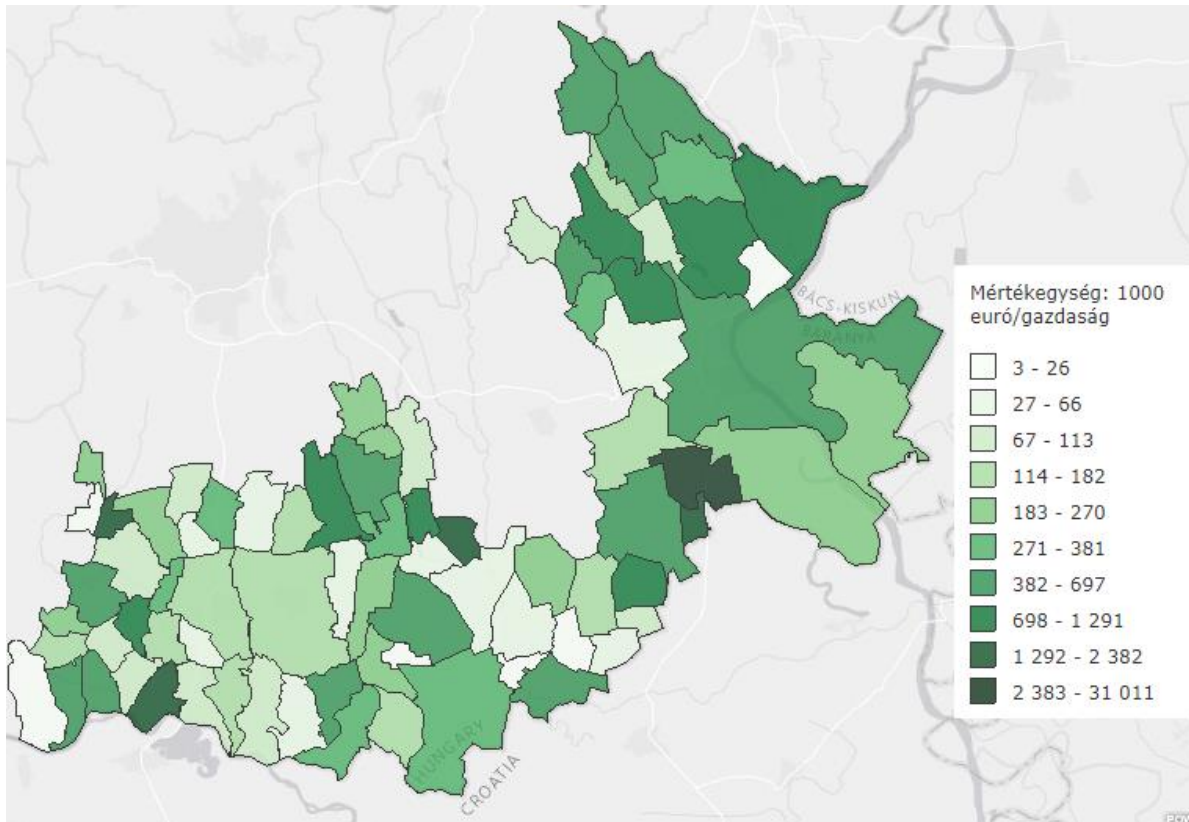 BÁCS-KISKUN
BARANYA
HUNGARY
CROATIA
Mértékegység: 1000
euró/gazdaság
3 - 26
27 - 66
67 - 113
114 - 182
183 - 270
271 - 381
382 - 697
698 - 1 291
1 292 - 2 382
2 383 - 31 011